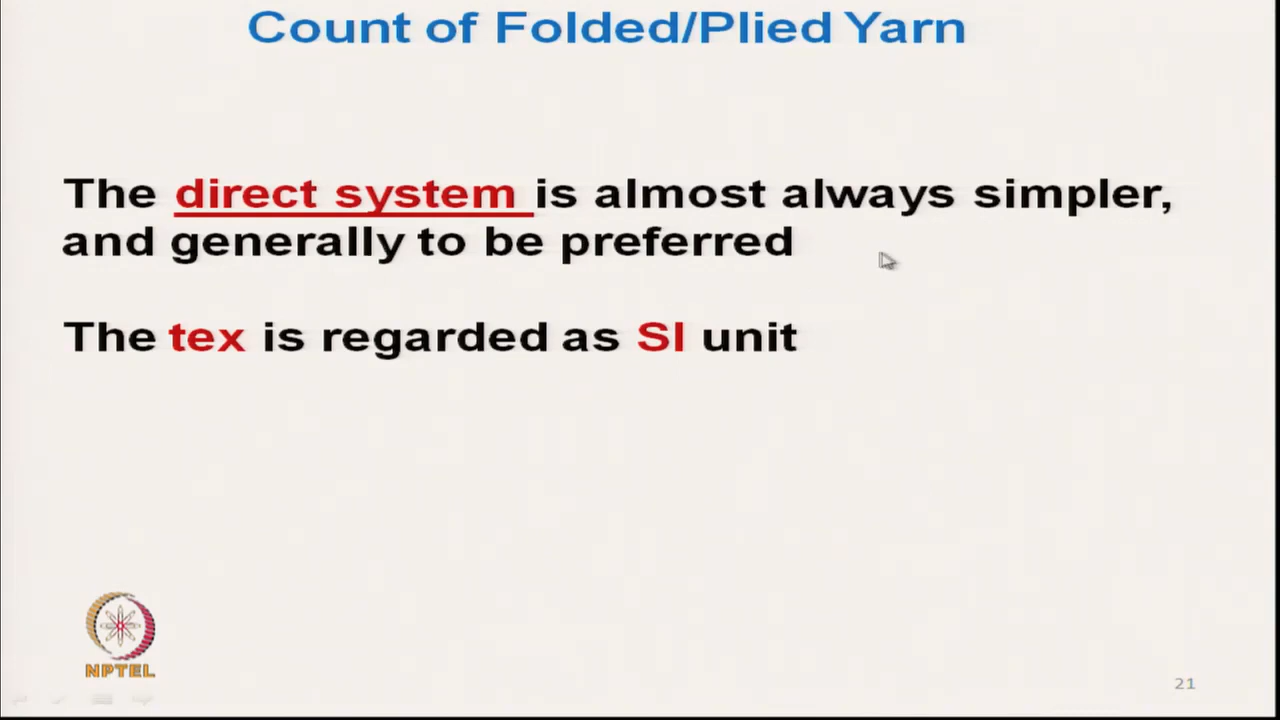 Count of Folded/Plied Yarn
The direct system is almost always simpler,
and generally to be preferred
The tex is regarded as SI unit
NPTEL
21